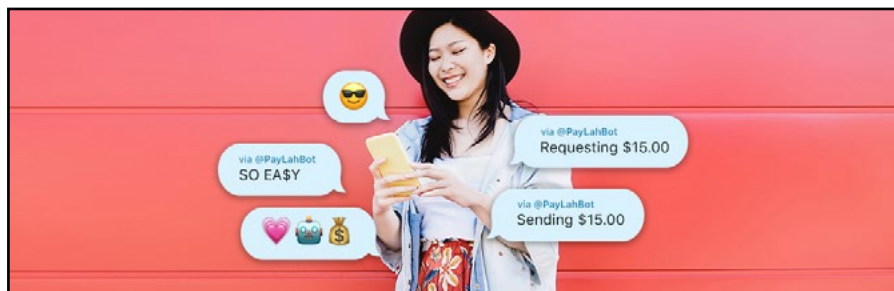 via @PayLahBot
SO EA$Y
via @PayLahBot
Requesting $15.00
via @PayLahBot
Sending $15.00